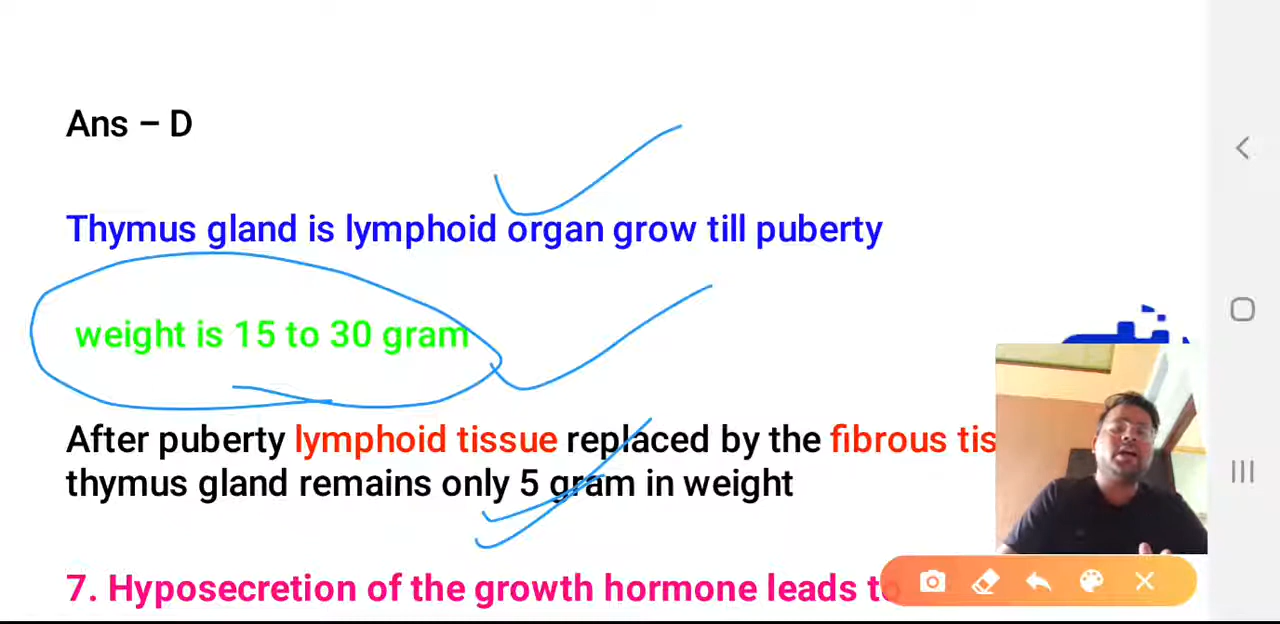 Ans – D
Thymus gland is lymphoid organ grow till puberty
weight is 15 to 30 gram
After puberty lymphoid tissue replaced by the fibrous tis
thymus gland remains only 5 gram in weight
7. Hyposecretion of the growth hormone leads to